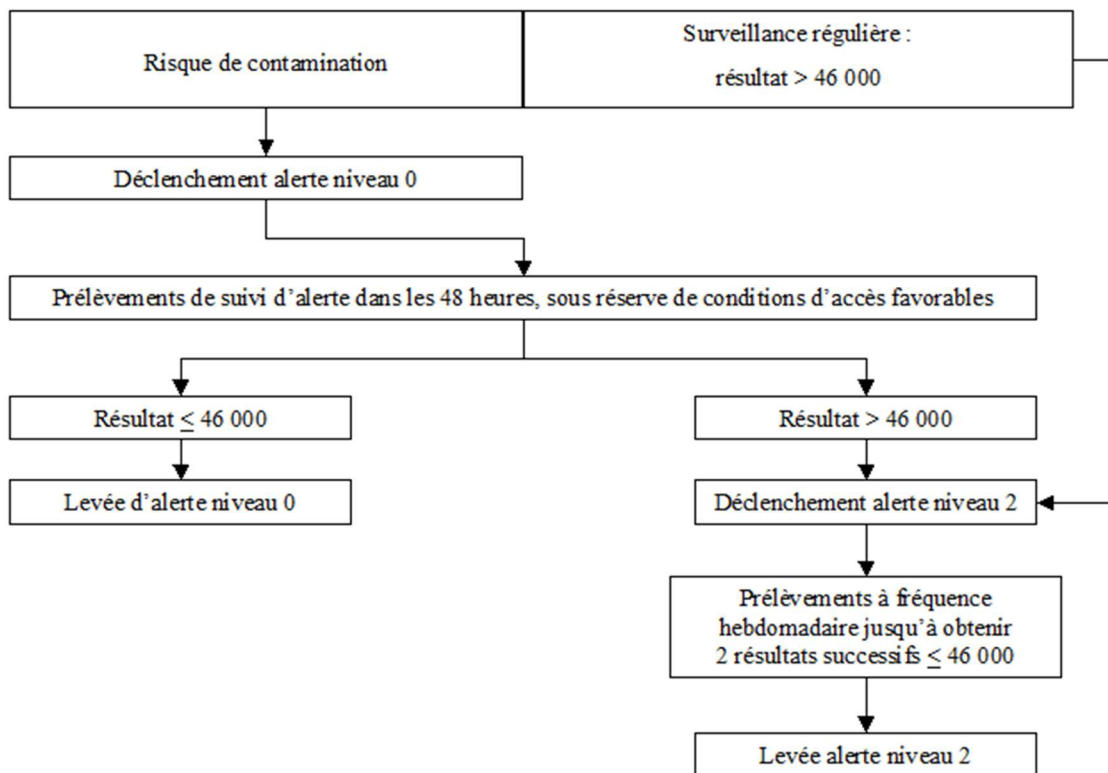 Risque de contamination
Surveillance régulière :
résultat > 46 000
Déclenchement alerte niveau 0
Prélèvements de suivi d’alerte dans les 48 heures, sous réserve de conditions d’accès favorables
Résultat ≤ 46 000
Résultat > 46 000
Levée d’alerte niveau 0
Déclenchement alerte niveau 2
Prélèvements à fréquence
hebdomadaire jusqu’à obtenir
2 résultats successifs ≤ 46 000
Levée alerte niveau 2